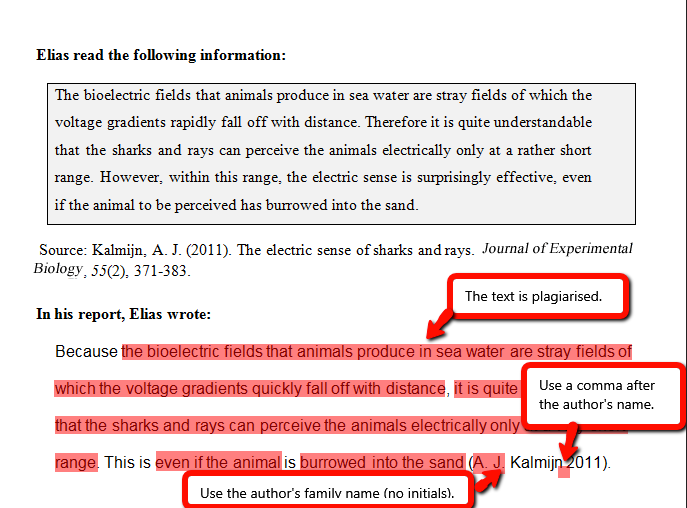 Elias read the following information:
The bioelectric fields that animals produce in sea water are stray fields of which the
voltage gradients rapidly fall off with distance. Therefore it is quite understandable
that the sharks and rays can perceive the animals electrically only at a rather short
range. However, within this range, the electric sense is surprisingly effective, even
if the animal to be perceived has burrowed into the sand.
Source: Kalmijn, A. J. (2011). The electric sense of sharks and rays. Journal of Experimental
Biology, 55(2), 371-383.
The text is plagiarised.
In his report, Elias wrote:
Because the bioelectric fields that animals produce in sea water are stray fields of
which the voltage gradients quickly fall off with distance, it is quite
Use a comma after
the author's name.
that the sharks and rays can perceive the animals electrically only
range. This is even if the animal is burrowed into the sand (A. J. Kalmijn 2011).
Use the author's family name (no initials).